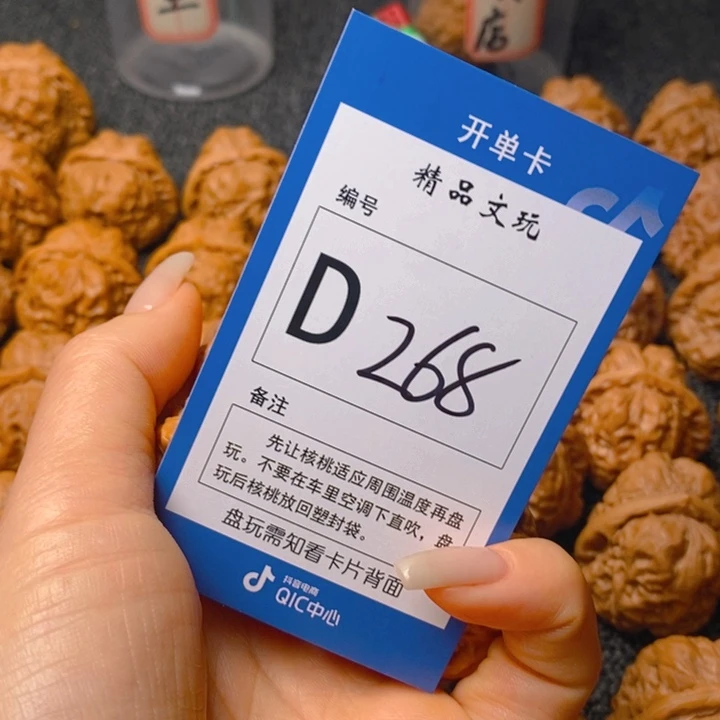 店
开单卡
精品文玩
编号
D 268
备注
先让核桃适应周围温度再盘
玩。不要在车里空调下直吹,盘
玩后核桃放回塑封袋。
盘玩需知看卡片背面
抖音电商
QIC中心